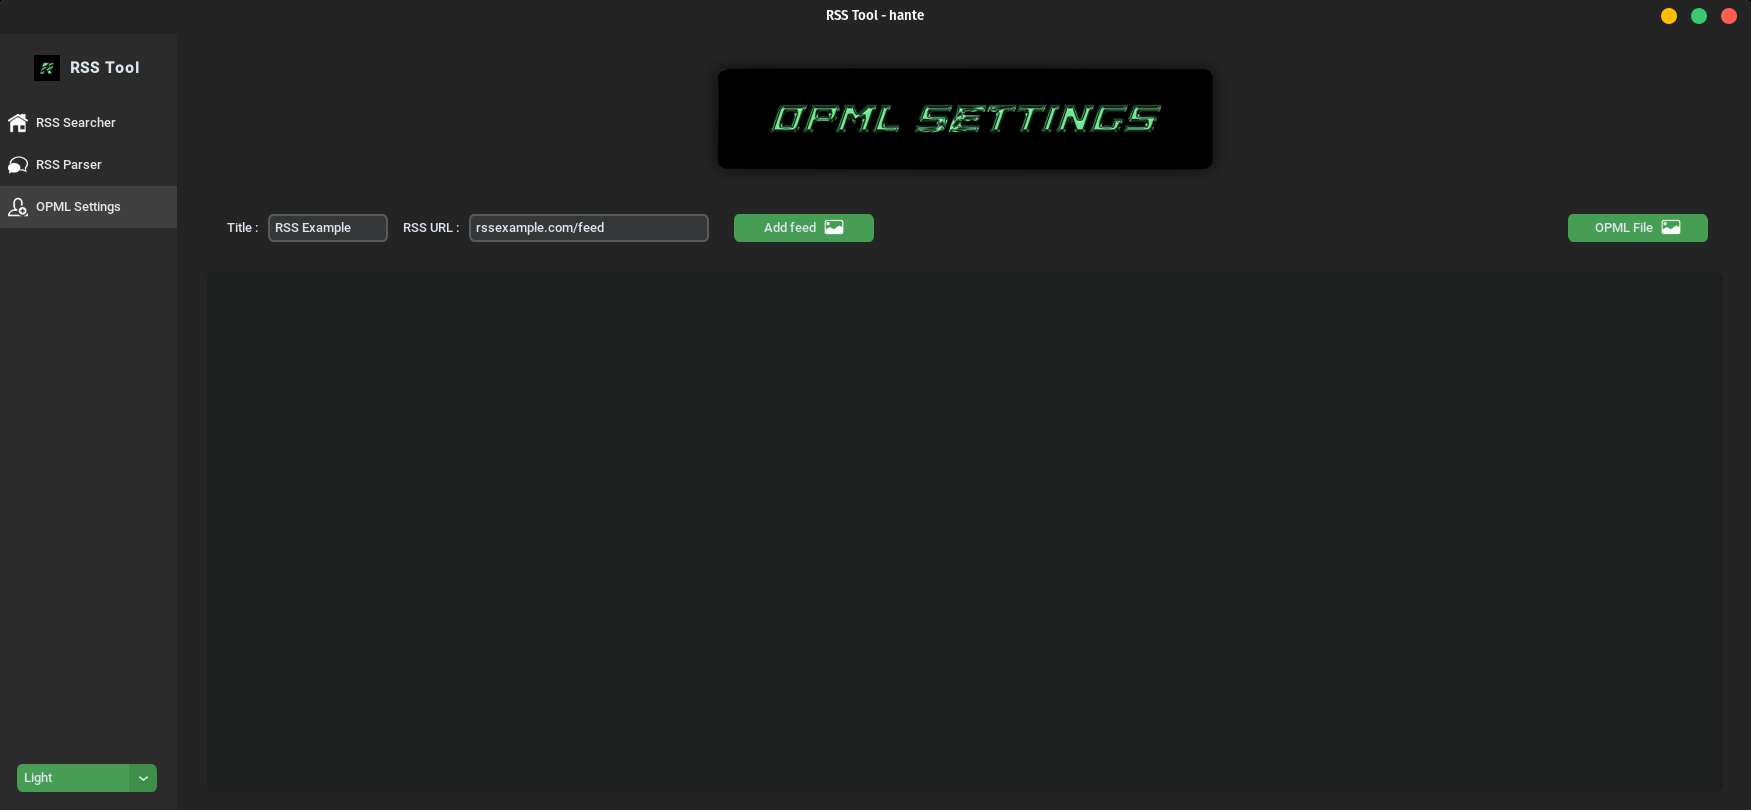 RSS Tool - hante
RSS Tool
RSS Searcher
RSS Parser
OPML Settings
OPML SETTINGS
Title : RSS Example RSS URL : rssexample.com/feed Add feed OPML File
Light